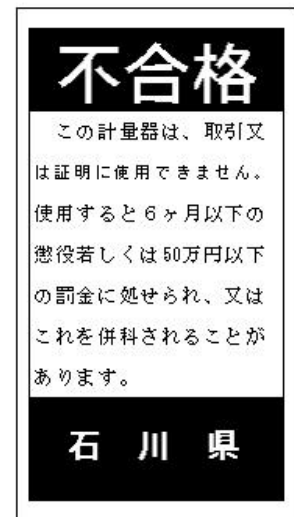 不合格
この計量器は、取引又
は証明に使用できません。
使用すると6ヶ月以下の
懲役若しくは50万円以下
の罰金に処せられ、又は
これを併科されることが
あります。
石川県